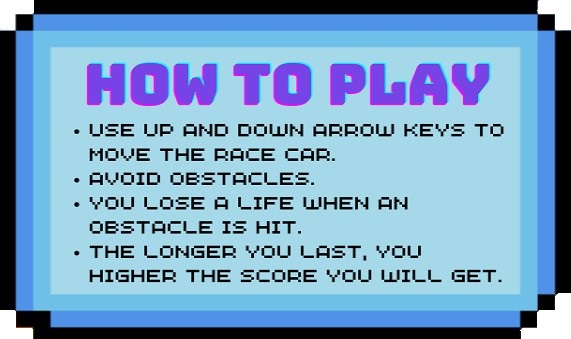 HOW TO PLAY
• USE UP AND DOWN ARROW KEYS TO
MOVE THE RACE CAR.
• AVOID OBSTACLES.
• YOU LOSE A LIFE WHEN AN
OBSTACLE IS HIT.
• THE LONGER YOU LAST, YOU
HIGHER THE SCORE YOU WILL GET.